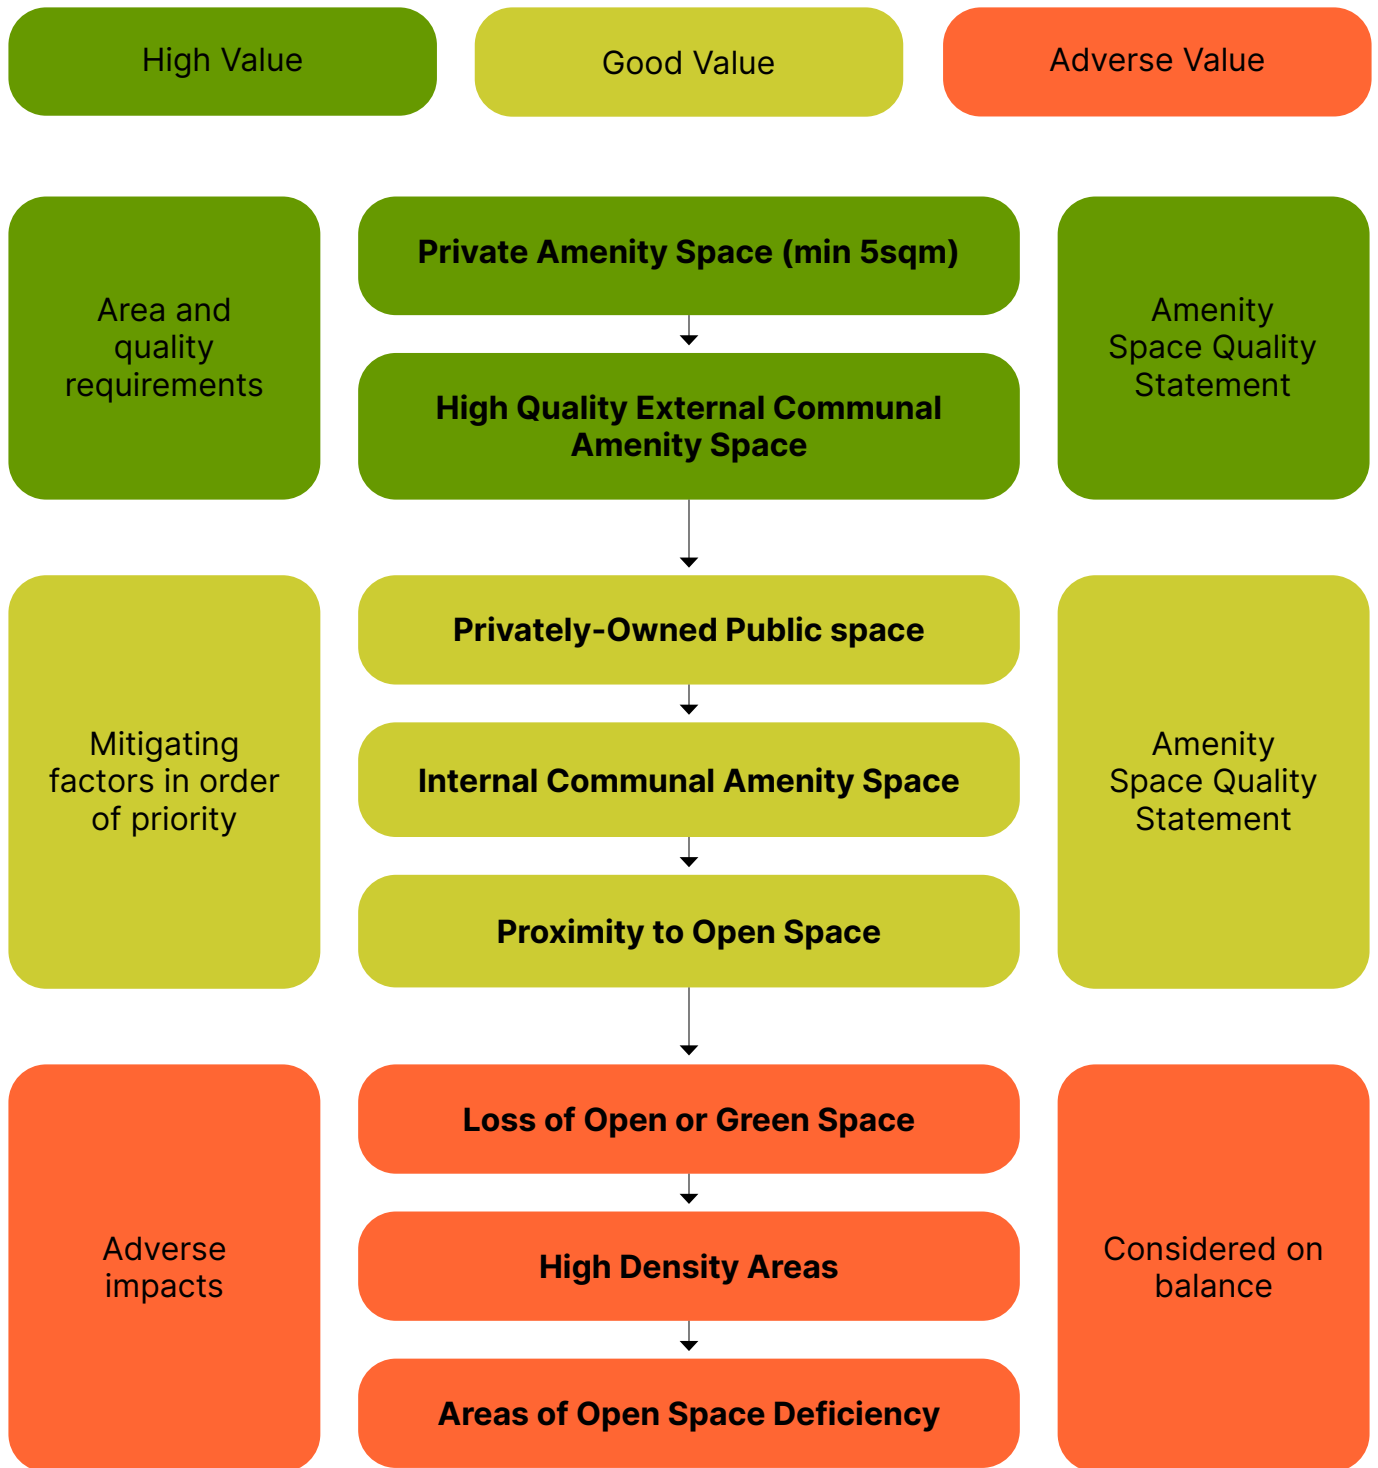 High Value
Good Value
Adverse Value
Area and
quality
requirements
Private Amenity Space (min 5sqm)
High Quality External Communal
Amenity Space
Amenity
Space Quality
Statement
Mitigating
factors in order
of priority
Privately-Owned Public space
Internal Communal Amenity Space
Proximity to Open Space
Amenity
Space Quality
Statement
Adverse
impacts
Loss of Open or Green Space
High Density Areas
Areas of Open Space Deficiency
Considered on
balance